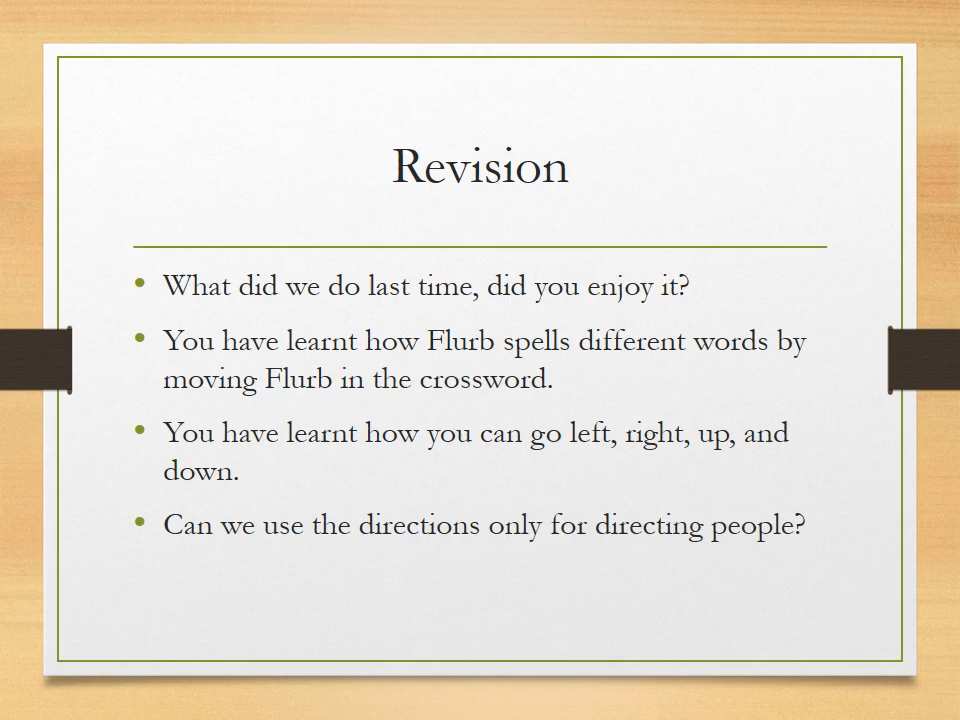 Revision
• What did we do last time, did you enjoy it?
• You have learnt how Flurb spells different words by
moving Flurb in the crossword.
• You have learnt how you can go left, right, up, and
down.
• Can we use the directions only for directing people?